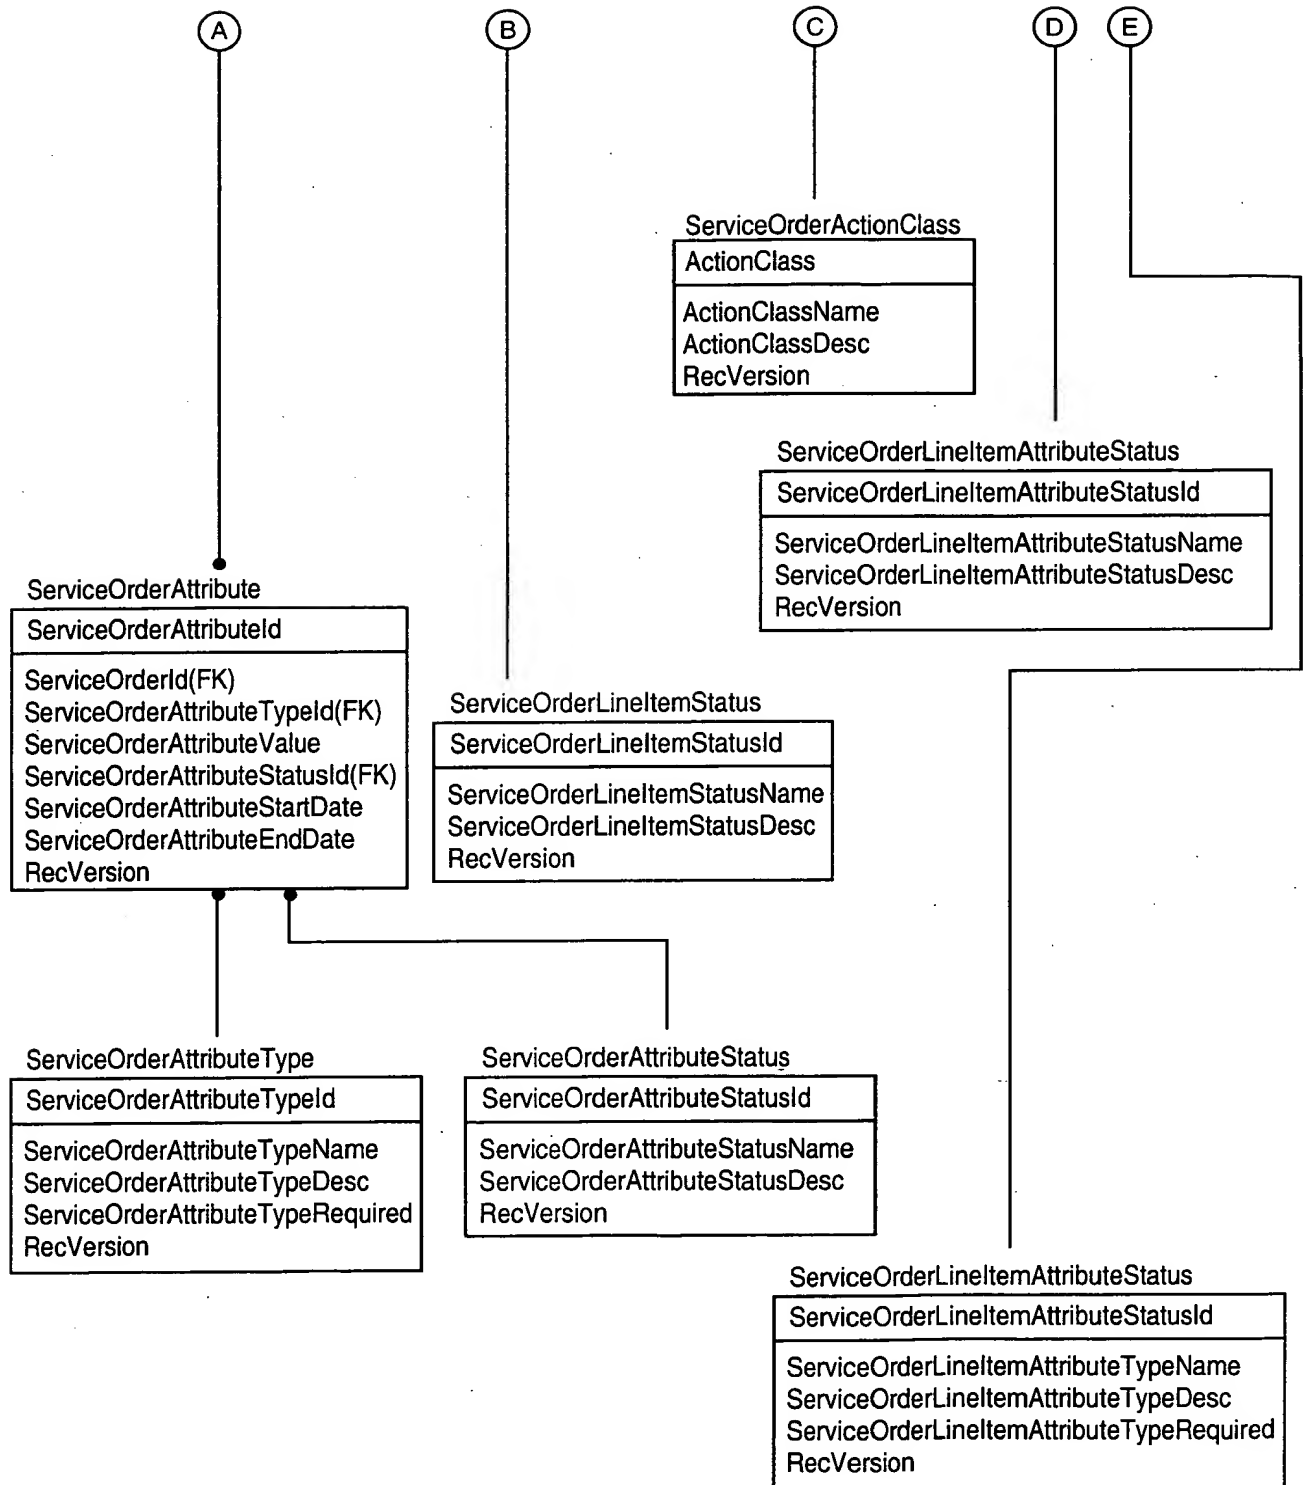 A
B
C
D
E
ServiceOrderActionClass
ActionClass
ActionClassName
ActionClassDesc
RecVersion
ServiceOrderLineItemAttributeStatus
ServiceOrderLineItemAttributeStatusId
ServiceOrderLineItemAttributeStatusName
ServiceOrderLineItemAttributeStatusDesc
RecVersion
ServiceOrderAttribute
ServiceOrderAttributeId
ServiceOrderId(FK)
ServiceOrderAttributeTypeId(FK)
ServiceOrderAttributeValue
ServiceOrderAttributeStatusId(FK)
ServiceOrderAttributeStartDate
ServiceOrderAttributeEndDate
RecVersion
ServiceOrderLineItemStatus
ServiceOrderLineItemStatusId
ServiceOrderLineItemStatusName
ServiceOrderLineItemStatusDesc
RecVersion
ServiceOrderAttributeType
ServiceOrderAttributeTypeId
ServiceOrderAttributeTypeName
ServiceOrderAttributeTypeDesc
ServiceOrderAttributeTypeRequired
RecVersion
ServiceOrderAttributeStatus
ServiceOrderAttributeStatusId
ServiceOrderAttributeStatusName
ServiceOrderAttributeStatusDesc
RecVersion
ServiceOrderLineItemAttributeStatus
ServiceOrderLineItemAttributeStatusId
ServiceOrderLineItemAttributeTypeName
ServiceOrderLineItemAttributeTypeDesc
ServiceOrderLineItemAttributeTypeRequired
RecVersion